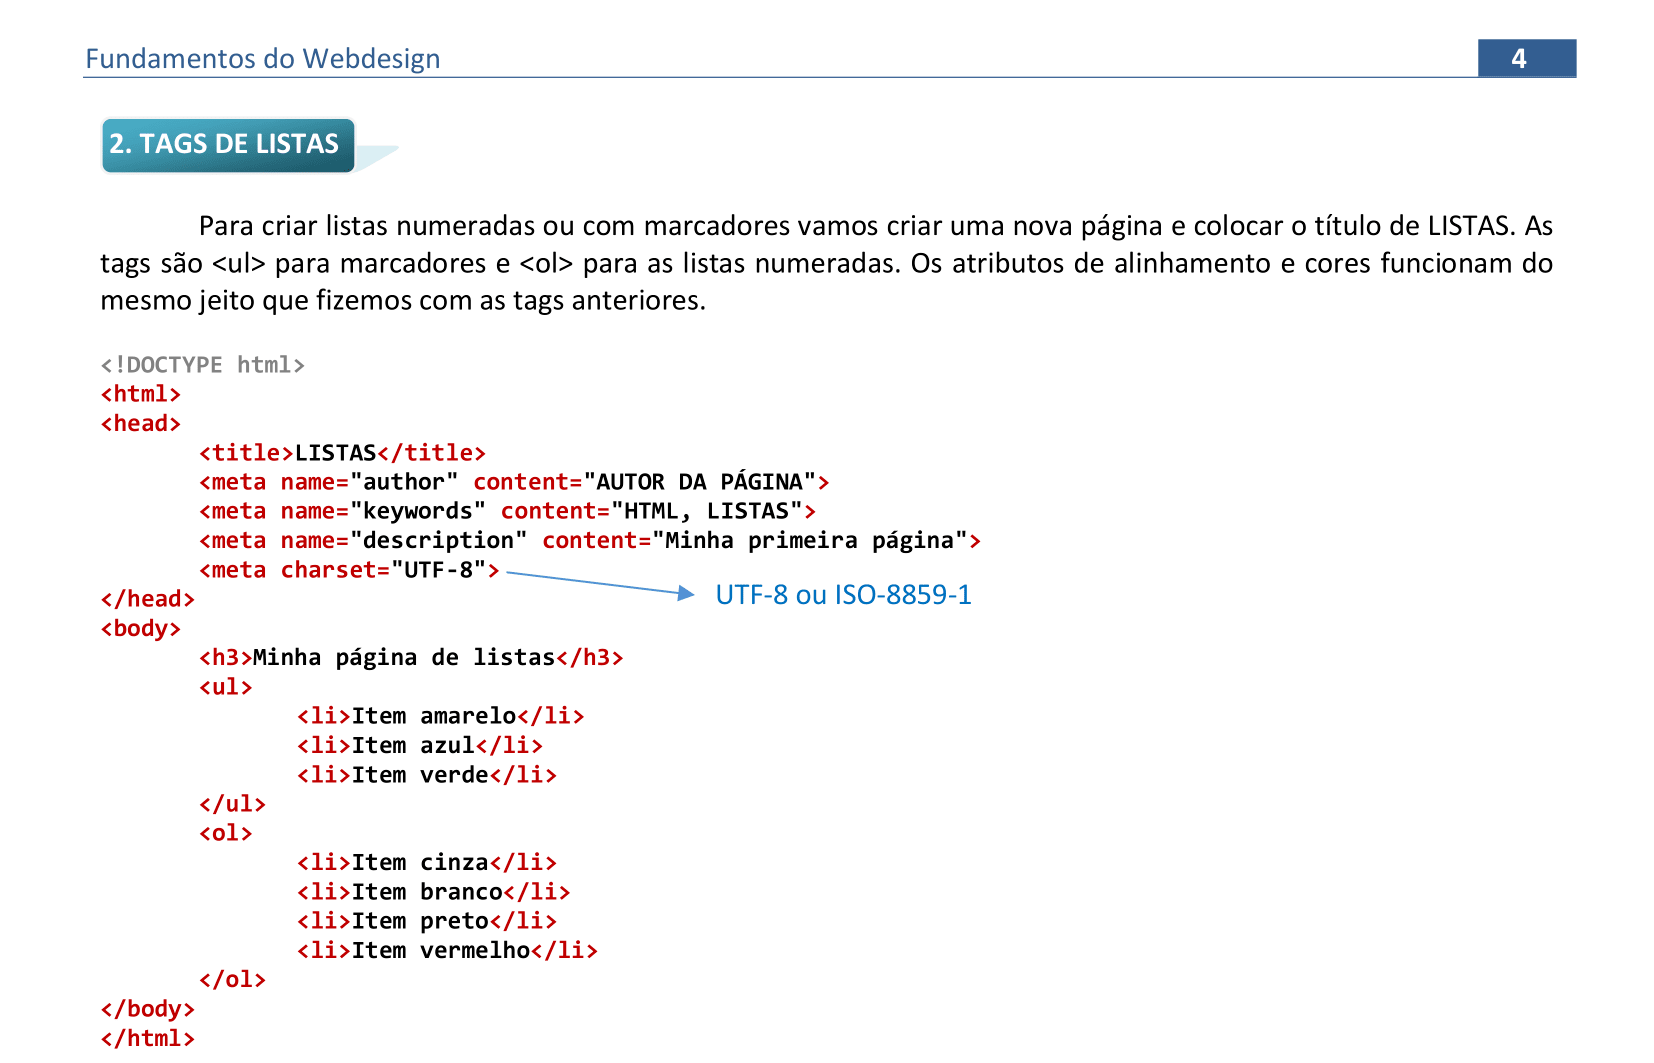 Fundamentos do Webdesign 4
2. TAGS DE LISTAS
Para criar listas numeradas ou com marcadores vamos criar uma nova página e colocar o título de LISTAS. As
tags são <ul> para marcadores e <ol> para as listas numeradas. Os atributos de alinhamento e cores funcionam do
mesmo jeito que fizemos com as tags anteriores.
<!DOCTYPE html>
<html>
<head>
<title>LISTAS</title>
<meta name="author" content="AUTOR DA PÁGINA">
<meta name="keywords" content="HTML, LISTAS">
<meta name="description" content="Minha primeira página">
<meta charset="UTF-8">
UTF-8 ou ISO-8859-1
</head>
<body>
<h3>Minha página de listas</h3>
<ul>
<li>Item amarelo</li>
<li>Item azul</li>
<li>Item verde</li>
</ul>
<ol>
<li>Item cinza</li>
<li>Item branco</li>
<li>Item preto</li>
<li>Item vermelho</li>
</ol>
</body>
</html>